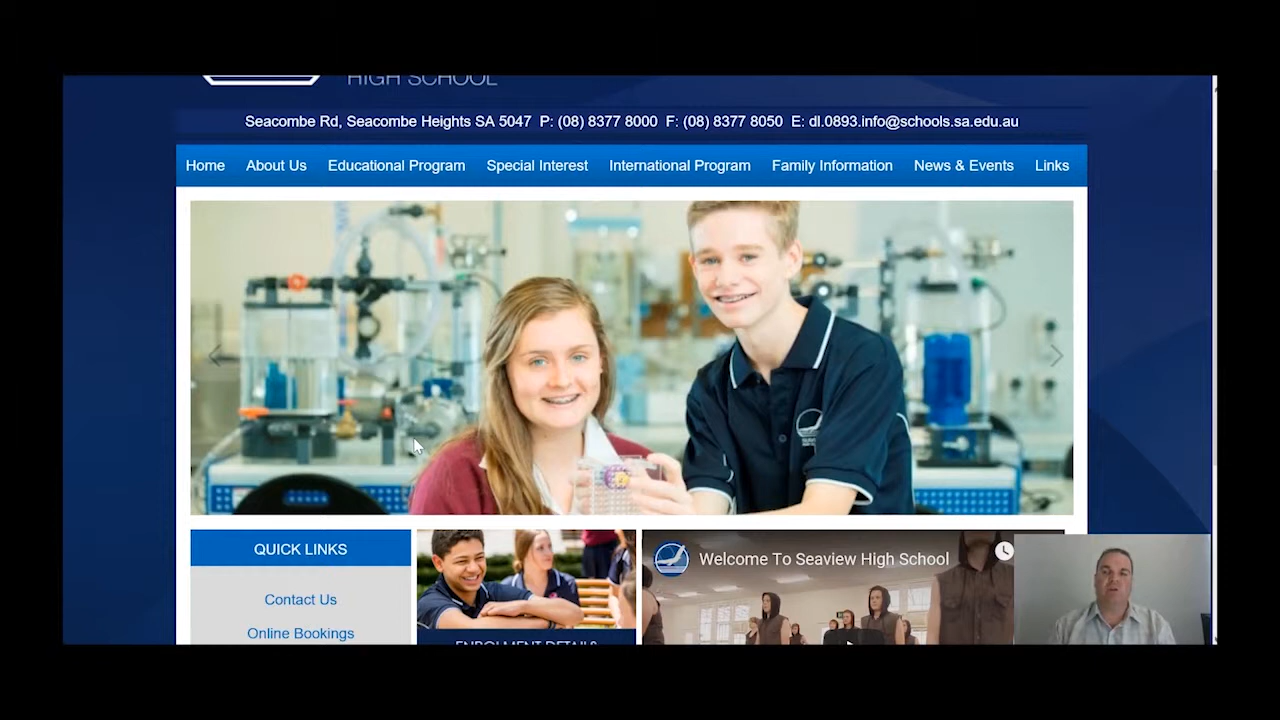 HIGH SCHOOL
Seacombe Rd, Seacombe Heights SA 5047 P: (08) 8377 8000 F: (08) 8377 8050 E: dl.0893.info@schools.sa.edu.au
Home About Us Educational Program Special Interest International Program Family Information News & Events Links
QUICK LINKS
Welcome To Seaview High School
Contact Us
Online Bookings
ENROLMENT DETAILS